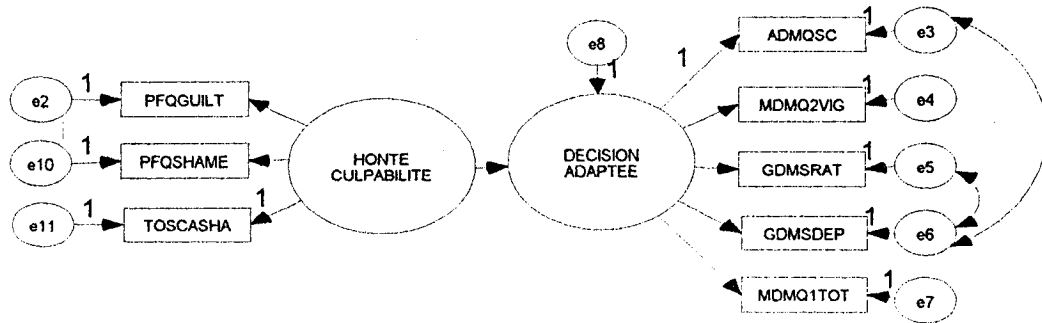 e8
1
1
ADMQSC
1
e3
e2
1
PFQGUILT
MDMQ2VIG
1
e4
e10
1
PFQSHAME
HONTE
CULPABILITE
DECISION
ADAPTEE
GDMSRAT
1
e5
e11
1
TOSCASHA
1
GDMSDEP
1
e6
MDMQ1TOT
1
e7